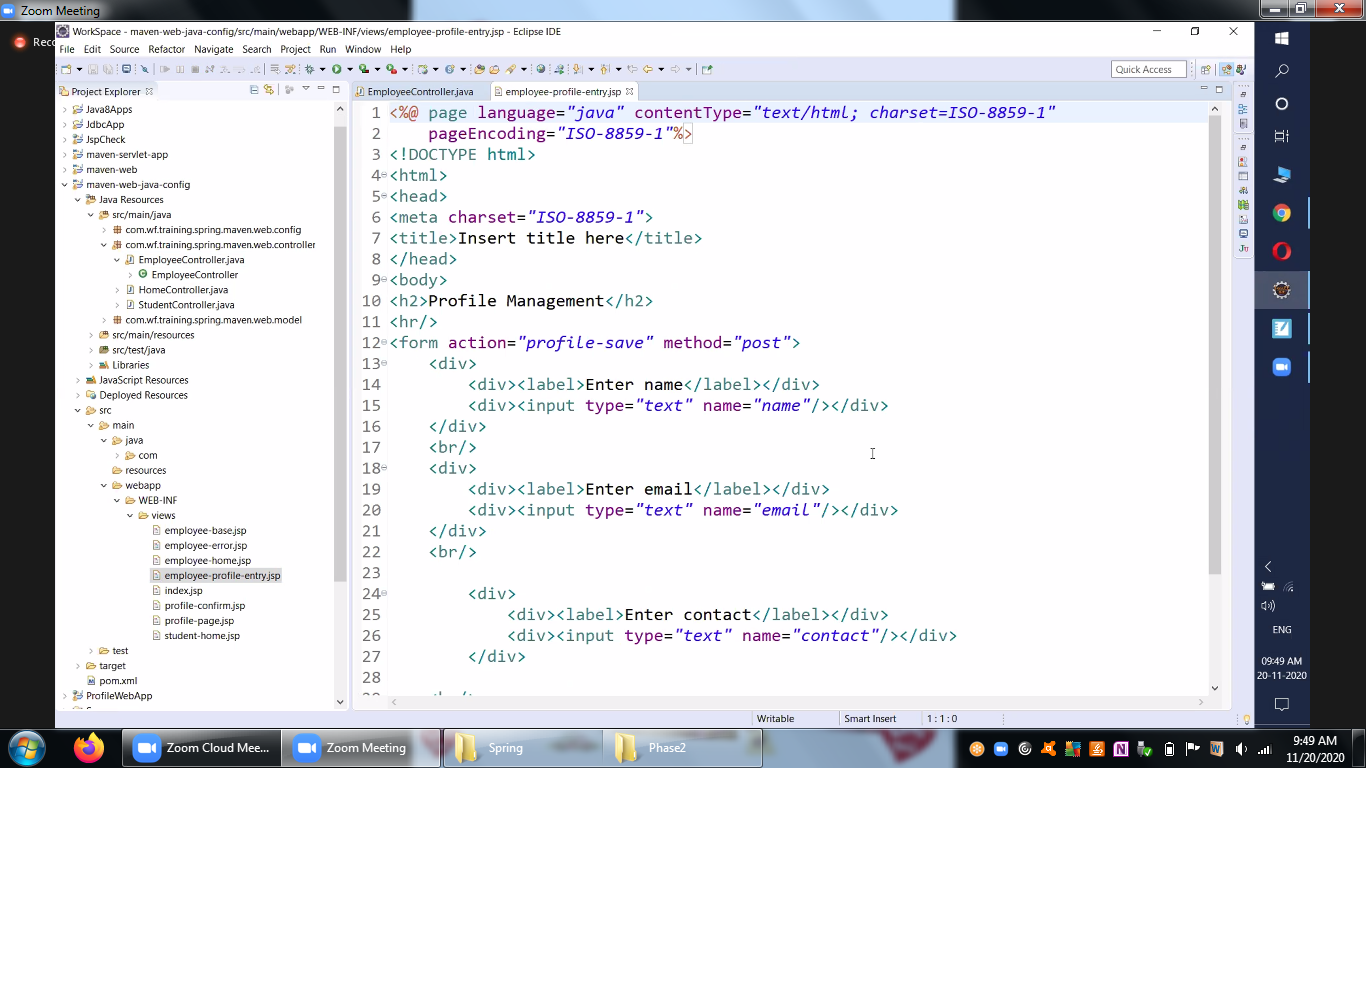 Zoom Meeting
Reco
WorkSpace - maven-web-java-config/src/main/webapp/WEB-INF/views/employee-profile-entry.jsp - Eclipse IDE
File Edit Source Refactor Navigate Search Project Run Window Help
Quick Access
Project Explorer
EmployeeController.java
employee-profile-entry.jsp
Java8Apps
JdbcApp
JspCheck
maven-servlet-app
maven-web
maven-web-java-config
Java Resources
src/main/java
com.wf.training.spring.maven.web.config
com.wf.training.spring.maven.web.controller
EmployeeController.java
EmployeeController
HomeController.java
StudentController.java
com.wf.training.spring.maven.web.model
src/main/resources
src/test/java
Libraries
JavaScript Resources
Deployed Resources
src
main
java
com
resources
webapp
WEB-INF
views
employee-base.jsp
employee-error.jsp
employee-home.jsp
employee-profile-entry.jsp
index.jsp
profile-confirm.jsp
profile-page.jsp
student-home.jsp
test
target
pom.xml
ProfileWebApp
1 <%@ page language="java" contentType="text/html; charset=ISO-8859-1"
2 pageEncoding="ISO-8859-1"%>
3 <!DOCTYPE html>
4 <html>
5 <head>
6 <meta charset="ISO-8859-1">
7 <title>Insert title here</title>
8 </head>
9 <body>
10 <h2>Profile Management</h2>
11 <hr/>
12 <form action="profile-save" method="post">
13 <div>
14 <div><label>Enter name</label></div>
15 <div><input type="text" name="name"/></div>
16 </div>
17 <br/>
18 <div>
19 <div><label>Enter email</label></div>
20 <div><input type="text" name="email"/></div>
21 </div>
22 <br/>
23
24 <div>
25 <div><label>Enter contact</label></div>
26 <div><input type="text" name="contact"/></div>
27 </div>
28
Writable Smart Insert 1 : 1 : 0
ENG
09:49 AM
20-11-2020
Zoom Cloud Mee...
Zoom Meeting
Spring
Phase2
9:49 AM
11/20/2020